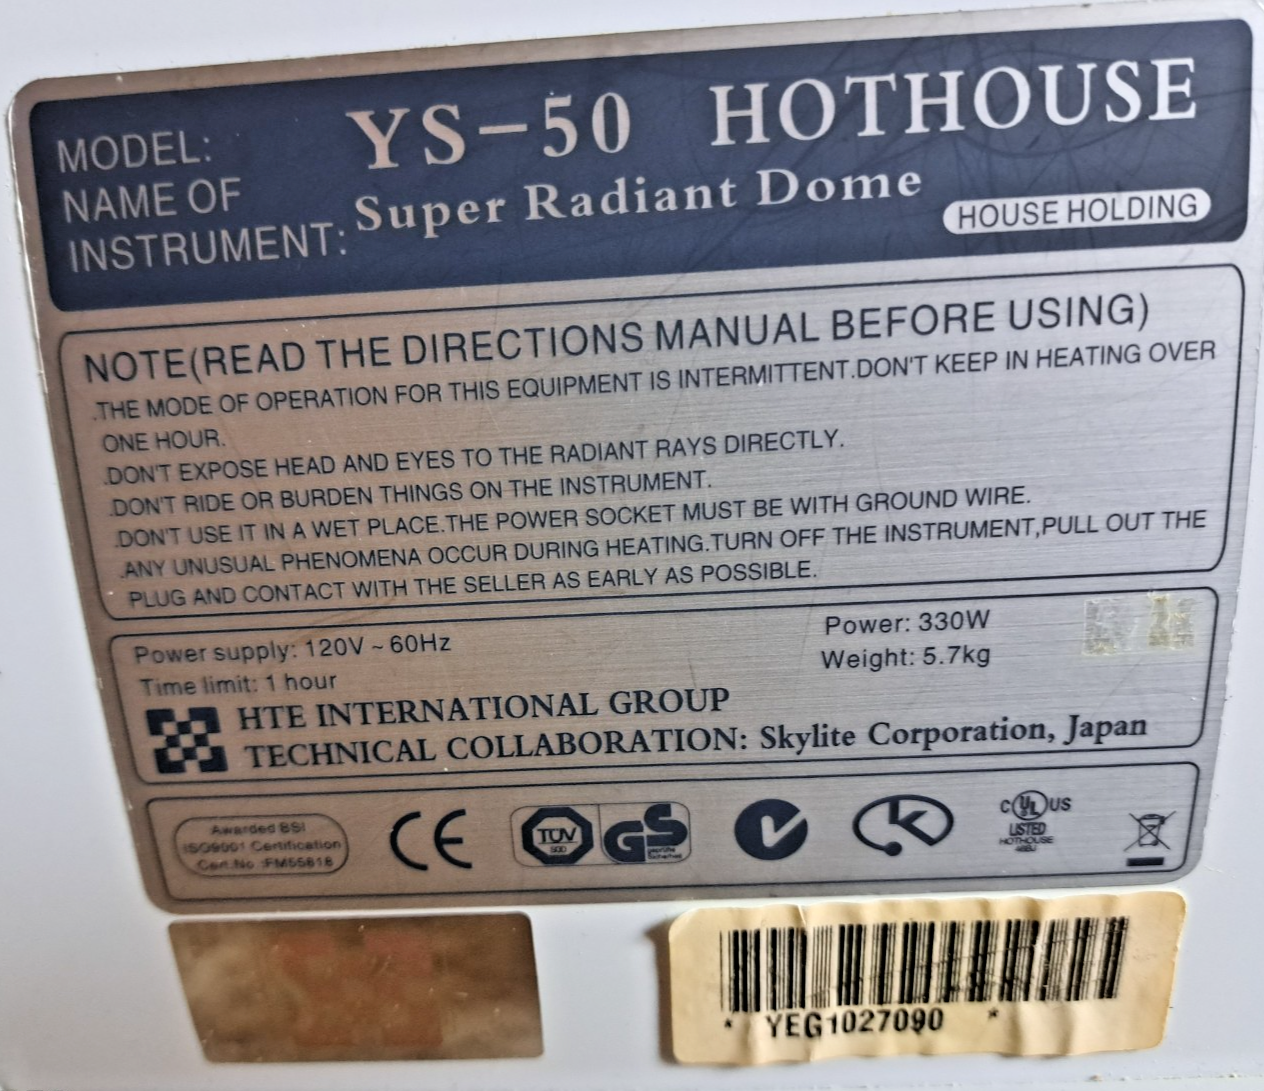 MODEL: YS-50 HOTHOUSE
NAME OF
INSTRUMENT: Super Radiant Dome
HOUSE HOLDING
NOTE(READ THE DIRECTIONS MANUAL BEFORE USING)
.THE MODE OF OPERATION FOR THIS EQUIPMENT IS INTERMITTENT.DON'T KEEP IN HEATING OVER
ONE HOUR.
.DON'T EXPOSE HEAD AND EYES TO THE RADIANT RAYS DIRECTLY.
.DON'T RIDE OR BURDEN THINGS ON THE INSTRUMENT.
.DON'T USE IT IN A WET PLACE.THE POWER SOCKET MUST BE WITH GROUND WIRE.
.ANY UNUSUAL PHENOMENA OCCUR DURING HEATING.TURN OFF THE INSTRUMENT,PULL OUT THE
PLUG AND CONTACT WITH THE SELLER AS EARLY AS POSSIBLE.
Power supply: 120V ~ 60Hz
Power: 330W
Time limit: 1 hour
Weight: 5.7kg
HTE INTERNATIONAL GROUP
TECHNICAL COLLABORATION: Skylite Corporation, Japan
Awarded BSI
ISO9001 Certification
Cert.No :FM55818
CE
TÜV
GS
geprüfte
Sicherheit
C UL US
LISTED
HOTHOUSE
* YEG1027090 *